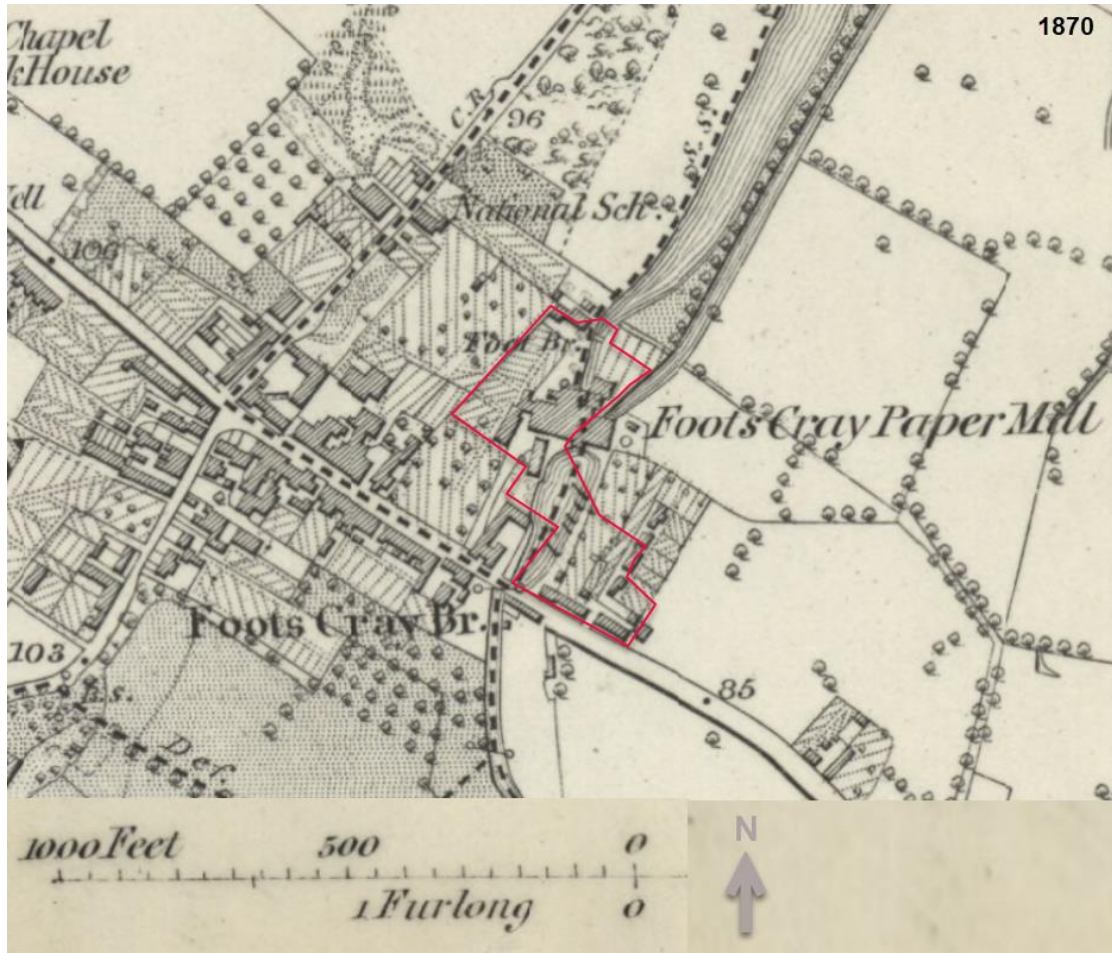 1870
Chapel
kHouse
C.R.
96
S.S.
National Sch.
ell
106
Foot Br.
Foots Cray Paper Mill
Foots Cray Br.
103
B.s.
Def.
85
1000 Feet 500 0
1 Furlong 0
N